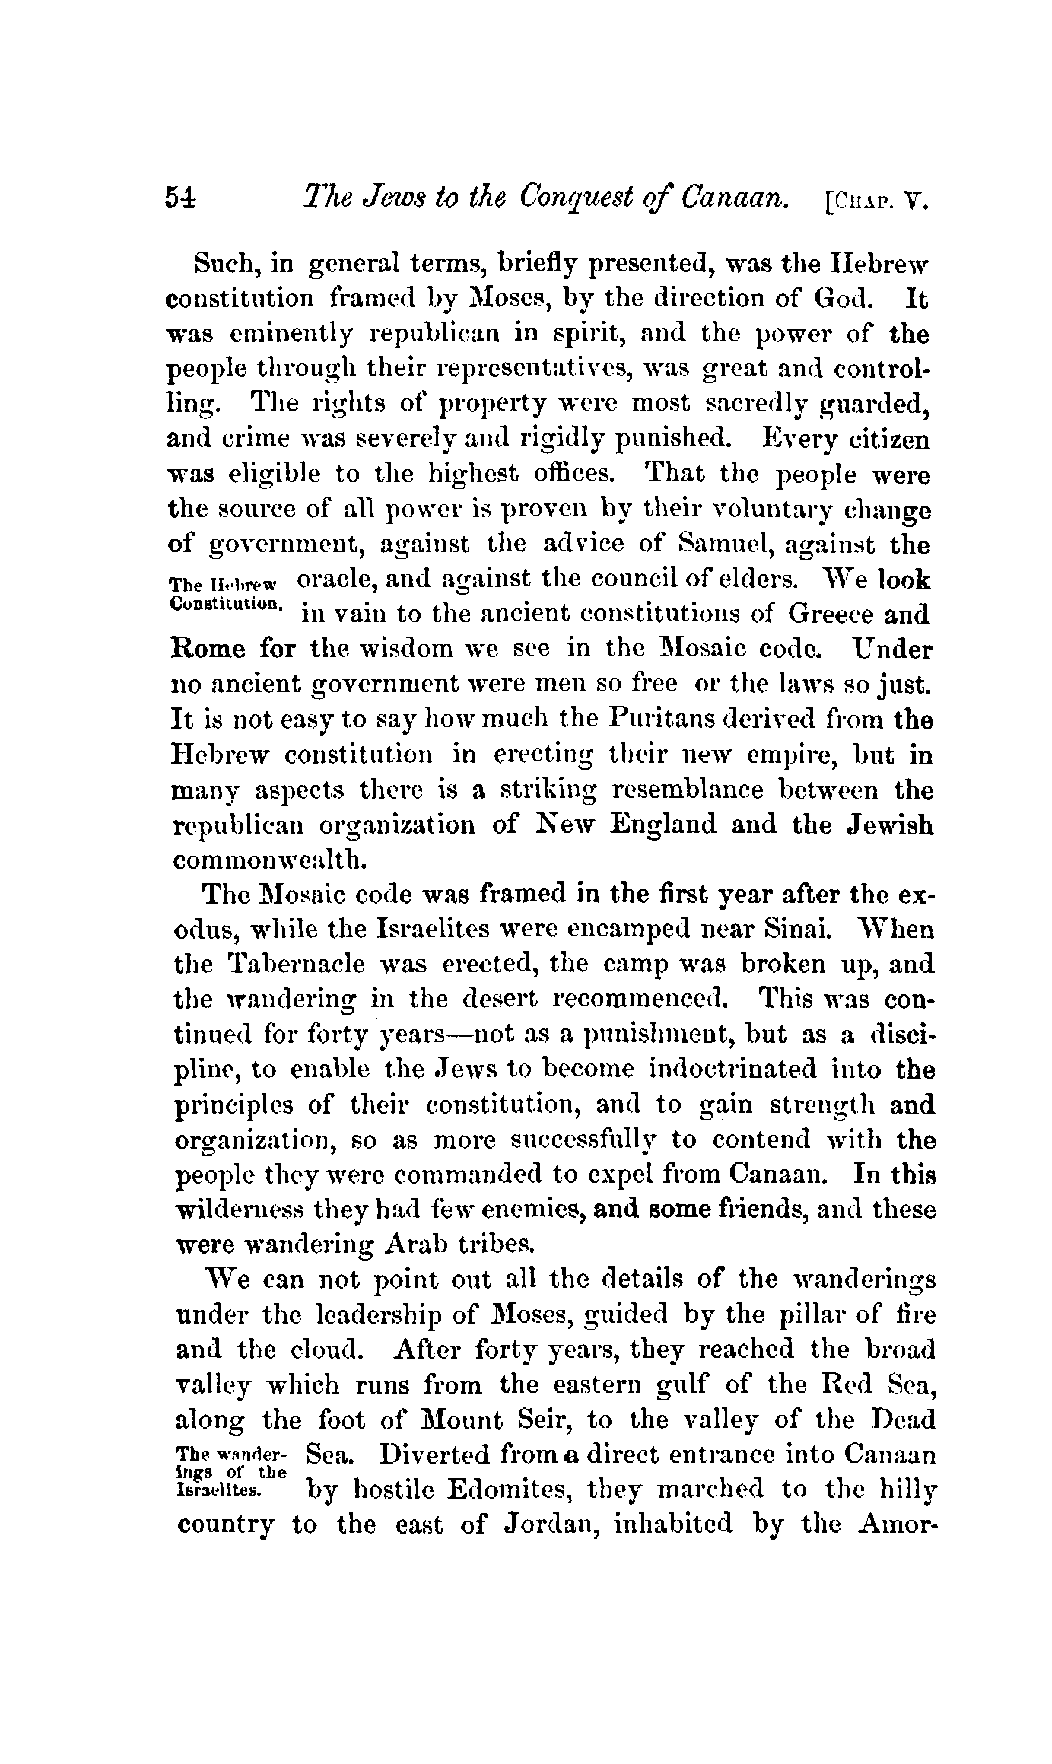 54 The Jews to the Conquest of Canaan. [CHAP. V.
Such, in general terms, briefly presented, was the Hebrew
constitution framed by Moses, by the direction of God. It
was eminently republican in spirit, and the power of the
people through their representatives, was great and control-
ling. The rights of property were most sacredly guarded,
and crime was severely and rigidly punished. Every citizen
was eligible to the highest offices. That the people were
the source of all power is proven by their voluntary change
of government, against the advice of Samuel, against the
The Hebrew
Constitution.
oracle, and against the council of elders. We look
in vain to the ancient constitutions of Greece and
Rome for the wisdom we see in the Mosaic code. Under
no ancient government were men so free or the laws so just.
It is not easy to say how much the Puritans derived from the
Hebrew constitution in erecting their new empire, but in
many aspects there is a striking resemblance between the
republican organization of New England and the Jewish
commonwealth.
The Mosaic code was framed in the first year after the ex-
odus, while the Israelites were encamped near Sinai. When
the Tabernacle was erected, the camp was broken up, and
the wandering in the desert recommenced. This was con-
tinued for forty years—not as a punishment, but as a disci-
pline, to enable the Jews to become indoctrinated into the
principles of their constitution, and to gain strength and
organization, so as more successfully to contend with the
people they were commanded to expel from Canaan. In this
wilderness they had few enemies, and some friends, and these
were wandering Arab tribes.
We can not point out all the details of the wanderings
under the leadership of Moses, guided by the pillar of fire
and the cloud. After forty years, they reached the broad
valley which runs from the eastern gulf of the Red Sea,
along the foot of Mount Seir, to the valley of the Dead
The wander-
ings of the
Israelites.
Sea. Diverted from a direct entrance into Canaan
by hostile Edomites, they marched to the hilly
country to the east of Jordan, inhabited by the Amor-